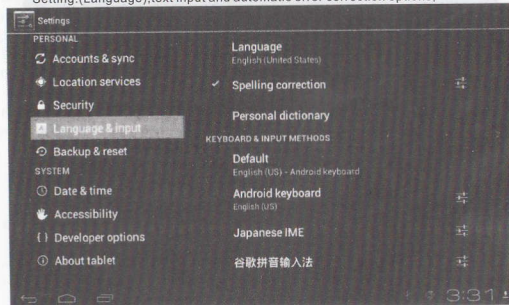 Setting:(Language),text input and automatic error correction options,
Settings
PERSONAL
Accounts & sync
Location services
Security
Language & input
Backup & reset
SYSTEM
Date & time
Accessibility
Developer options
About tablet
Language
English (United States)
Spelling correction
Personal dictionary
KEYBOARD & INPUT METHODS
Default
English (US) - Android keyboard
Android keyboard
English (US)
Japanese IME
谷歌拼音输入法
3:31